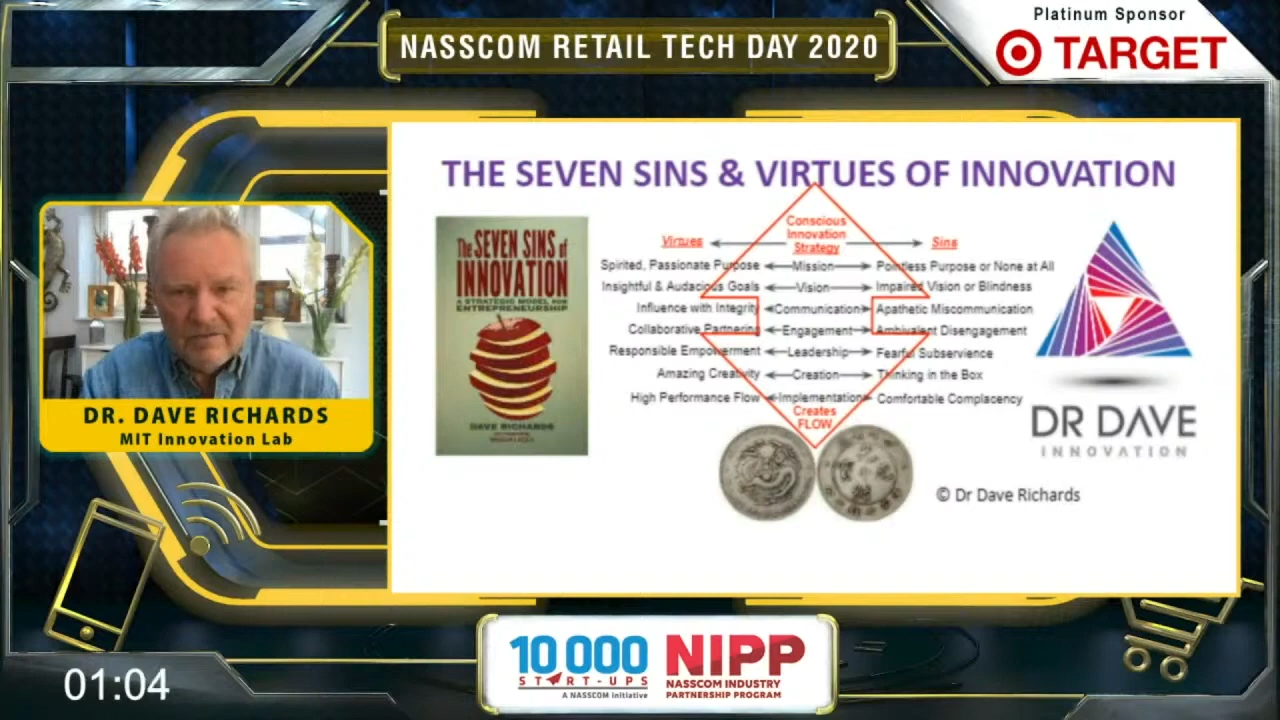 NASSCOM RETAIL TECH DAY 2020
Platinum Sponsor
TARGET
THE SEVEN SINS & VIRTUES OF INNOVATION
The SEVEN SINS of
INNOVATION
A STRATEGIC MODEL FOR
ENTREPRENEURSHIP
DAVE RICHARDS
Conscious
Innovation
Strategy
Virtues
Sins
Spirited, Passionate Purpose Mission Pointless Purpose or None at All
Insightful & Audacious Goals Vision Impaired Vision or Blindness
Influence with Integrity Communication Apathetic Miscommunication
Collaborative Partnering Engagement Ambivalent Disengagement
Responsible Empowerment Leadership Fearful Subservience
Amazing Creativity Creation Thinking in the Box
High Performance Flow Implementation Comfortable Complacency
Creates
FLOW
DR DAVE
INNOVATION
© Dr Dave Richards
DR. DAVE RICHARDS
MIT Innovation Lab
01:04
10,000
START-UPS
A NASSCOM initiative
NIPP
NASSCOM INDUSTRY
PARTNERSHIP PROGRAM